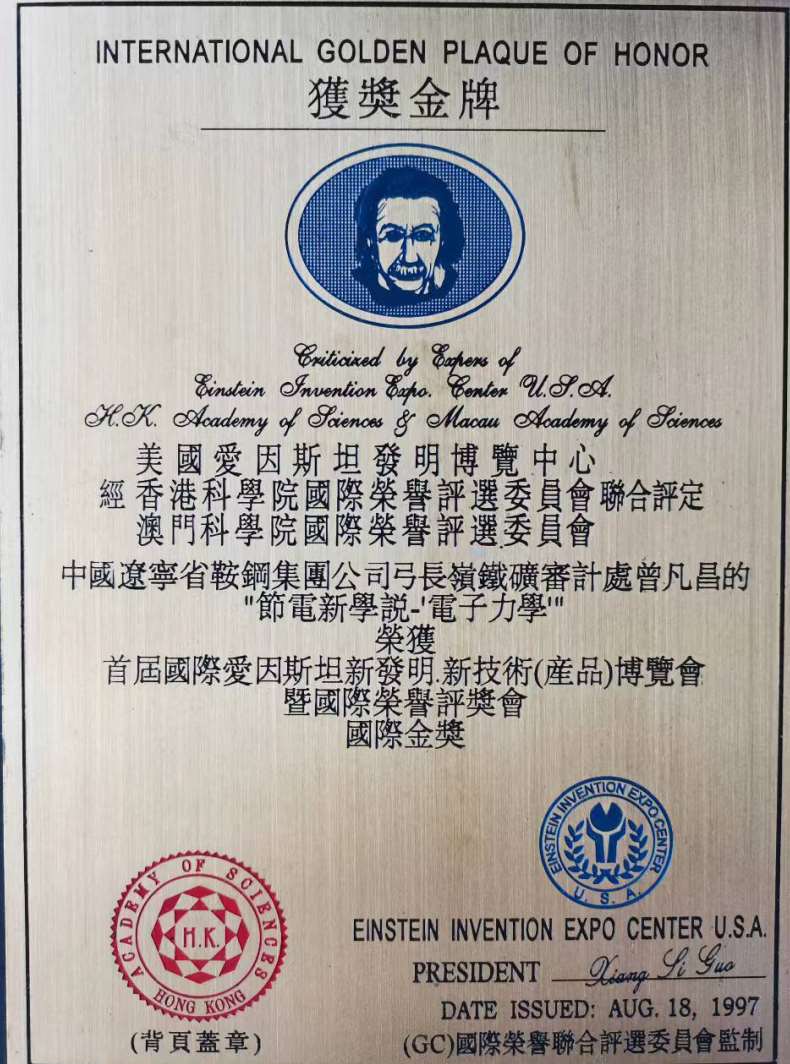 INTERNATIONAL GOLDEN PLAQUE OF HONOR
獲獎金牌
Criticized by Expers of
Einstein Invention Expo. Center U.S.A.
H.K. Academy of Sciences & Macau Academy of Sciences
美國愛因斯坦發明博覽中心
經香港科學院國際榮譽評選委員會聯合評定
澳門科學院國際榮譽評選委員會
中國遼寧省鞍鋼集團公司弓長嶺鐵礦審計處曾凡昌的
"節電新學説-'電子力學'"
榮獲
首屆國際愛因斯坦新發明.新技術(産品)博覽會
暨國際榮譽評獎會
國際金獎
EINSTEIN INVENTION EXPO CENTER
U. S. A.
ACADEMY OF SCIENCES
H.K.
HONG KONG
(背頁蓋章)
EINSTEIN INVENTION EXPO CENTER U.S.A.
PRESIDENT Xiang Li Guo
DATE ISSUED: AUG. 18, 1997
(GC)國際榮譽聯合評選委員會監制